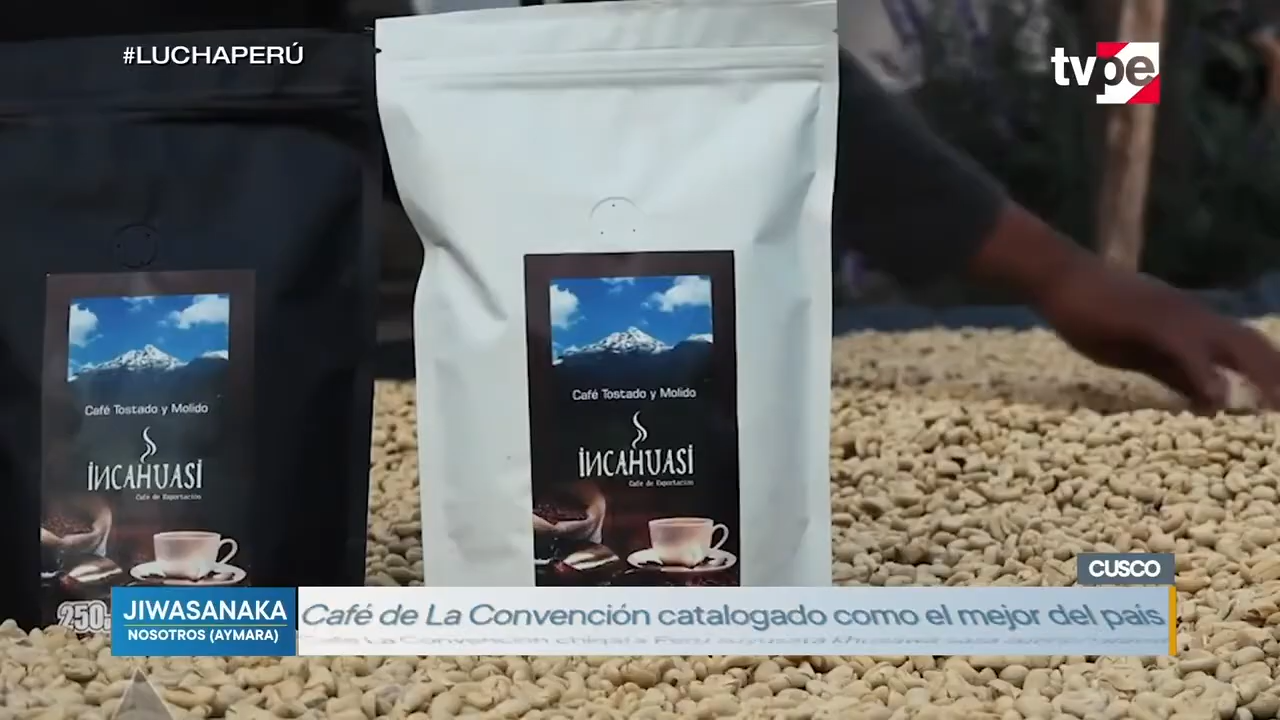 #LUCHAPERÚ
tvpe
Café Tostado y Molido
INCAHUASI
Café de Exportación
250
Café Tostado y Molido
INCAHUASI
Café de Exportación
CUSCO
JIWASANAKA
NOSOTROS (AYMARA)
Café de La Convención catalogado como el mejor del país